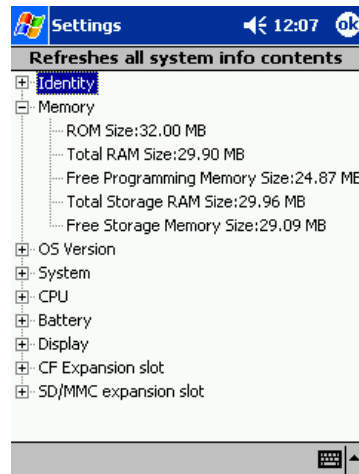 Settings 12:07 ok
Refreshes all system info contents
Identity
Memory
ROM Size:32.00 MB
Total RAM Size:29.90 MB
Free Programming Memory Size:24.87 MB
Total Storage RAM Size:29.96 MB
Free Storage Memory Size:29.09 MB
OS Version
System
CPU
Battery
Display
CF Expansion slot
SD/MMC expansion slot